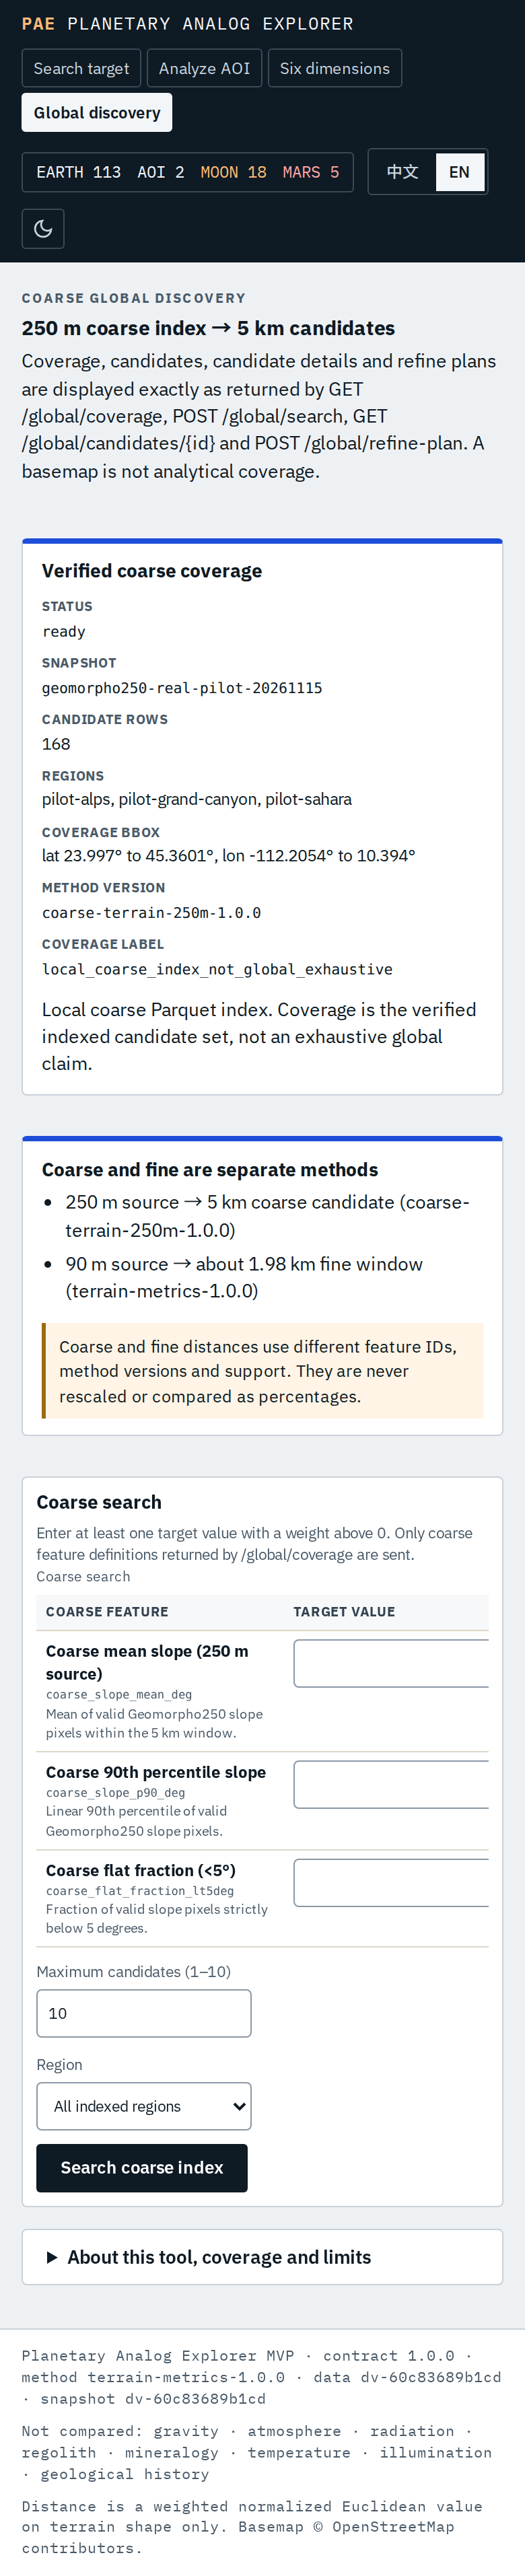 PAE PLANETARY ANALOG EXPLORER
Search target
Analyze AOI
Six dimensions
Global discovery
EARTH 113 AOI 2 MOON 18 MARS 5
中文
EN
COARSE GLOBAL DISCOVERY
250 m coarse index → 5 km candidates
Coverage, candidates, candidate details and refine plans
are displayed exactly as returned by GET
/global/coverage, POST /global/search, GET
/global/candidates/{id} and POST /global/refine-plan. A
basemap is not analytical coverage.
Verified coarse coverage
STATUS
ready
SNAPSHOT
geomorpho250-real-pilot-20261115
CANDIDATE ROWS
168
REGIONS
pilot-alps, pilot-grand-canyon, pilot-sahara
COVERAGE BBOX
lat 23.997° to 45.3601°, lon -112.2054° to 10.394°
METHOD VERSION
coarse-terrain-250m-1.0.0
COVERAGE LABEL
local_coarse_index_not_global_exhaustive
Local coarse Parquet index. Coverage is the verified
indexed candidate set, not an exhaustive global
claim.
Coarse and fine are separate methods
• 250 m source → 5 km coarse candidate (coarse-
terrain-250m-1.0.0)
• 90 m source → about 1.98 km fine window
(terrain-metrics-1.0.0)
Coarse and fine distances use different feature IDs,
method versions and support. They are never
rescaled or compared as percentages.
Coarse search
Enter at least one target value with a weight above 0. Only coarse
feature definitions returned by /global/coverage are sent.
Coarse search
COARSE FEATURE
TARGET VALUE
Coarse mean slope (250 m
source)
coarse_slope_mean_deg
Mean of valid Geomorpho250 slope
pixels within the 5 km window.
Coarse 90th percentile slope
coarse_slope_p90_deg
Linear 90th percentile of valid
Geomorpho250 slope pixels.
Coarse flat fraction (<5°)
coarse_flat_fraction_lt5deg
Fraction of valid slope pixels strictly
below 5 degrees.
Maximum candidates (1–10)
10
Region
All indexed regions
Search coarse index
About this tool, coverage and limits
Planetary Analog Explorer MVP · contract 1.0.0 ·
method terrain-metrics-1.0.0 · data dv-60c83689b1cd
· snapshot dv-60c83689b1cd
Not compared: gravity · atmosphere · radiation ·
regolith · mineralogy · temperature · illumination
· geological history
Distance is a weighted normalized Euclidean value
on terrain shape only. Basemap © OpenStreetMap
contributors.